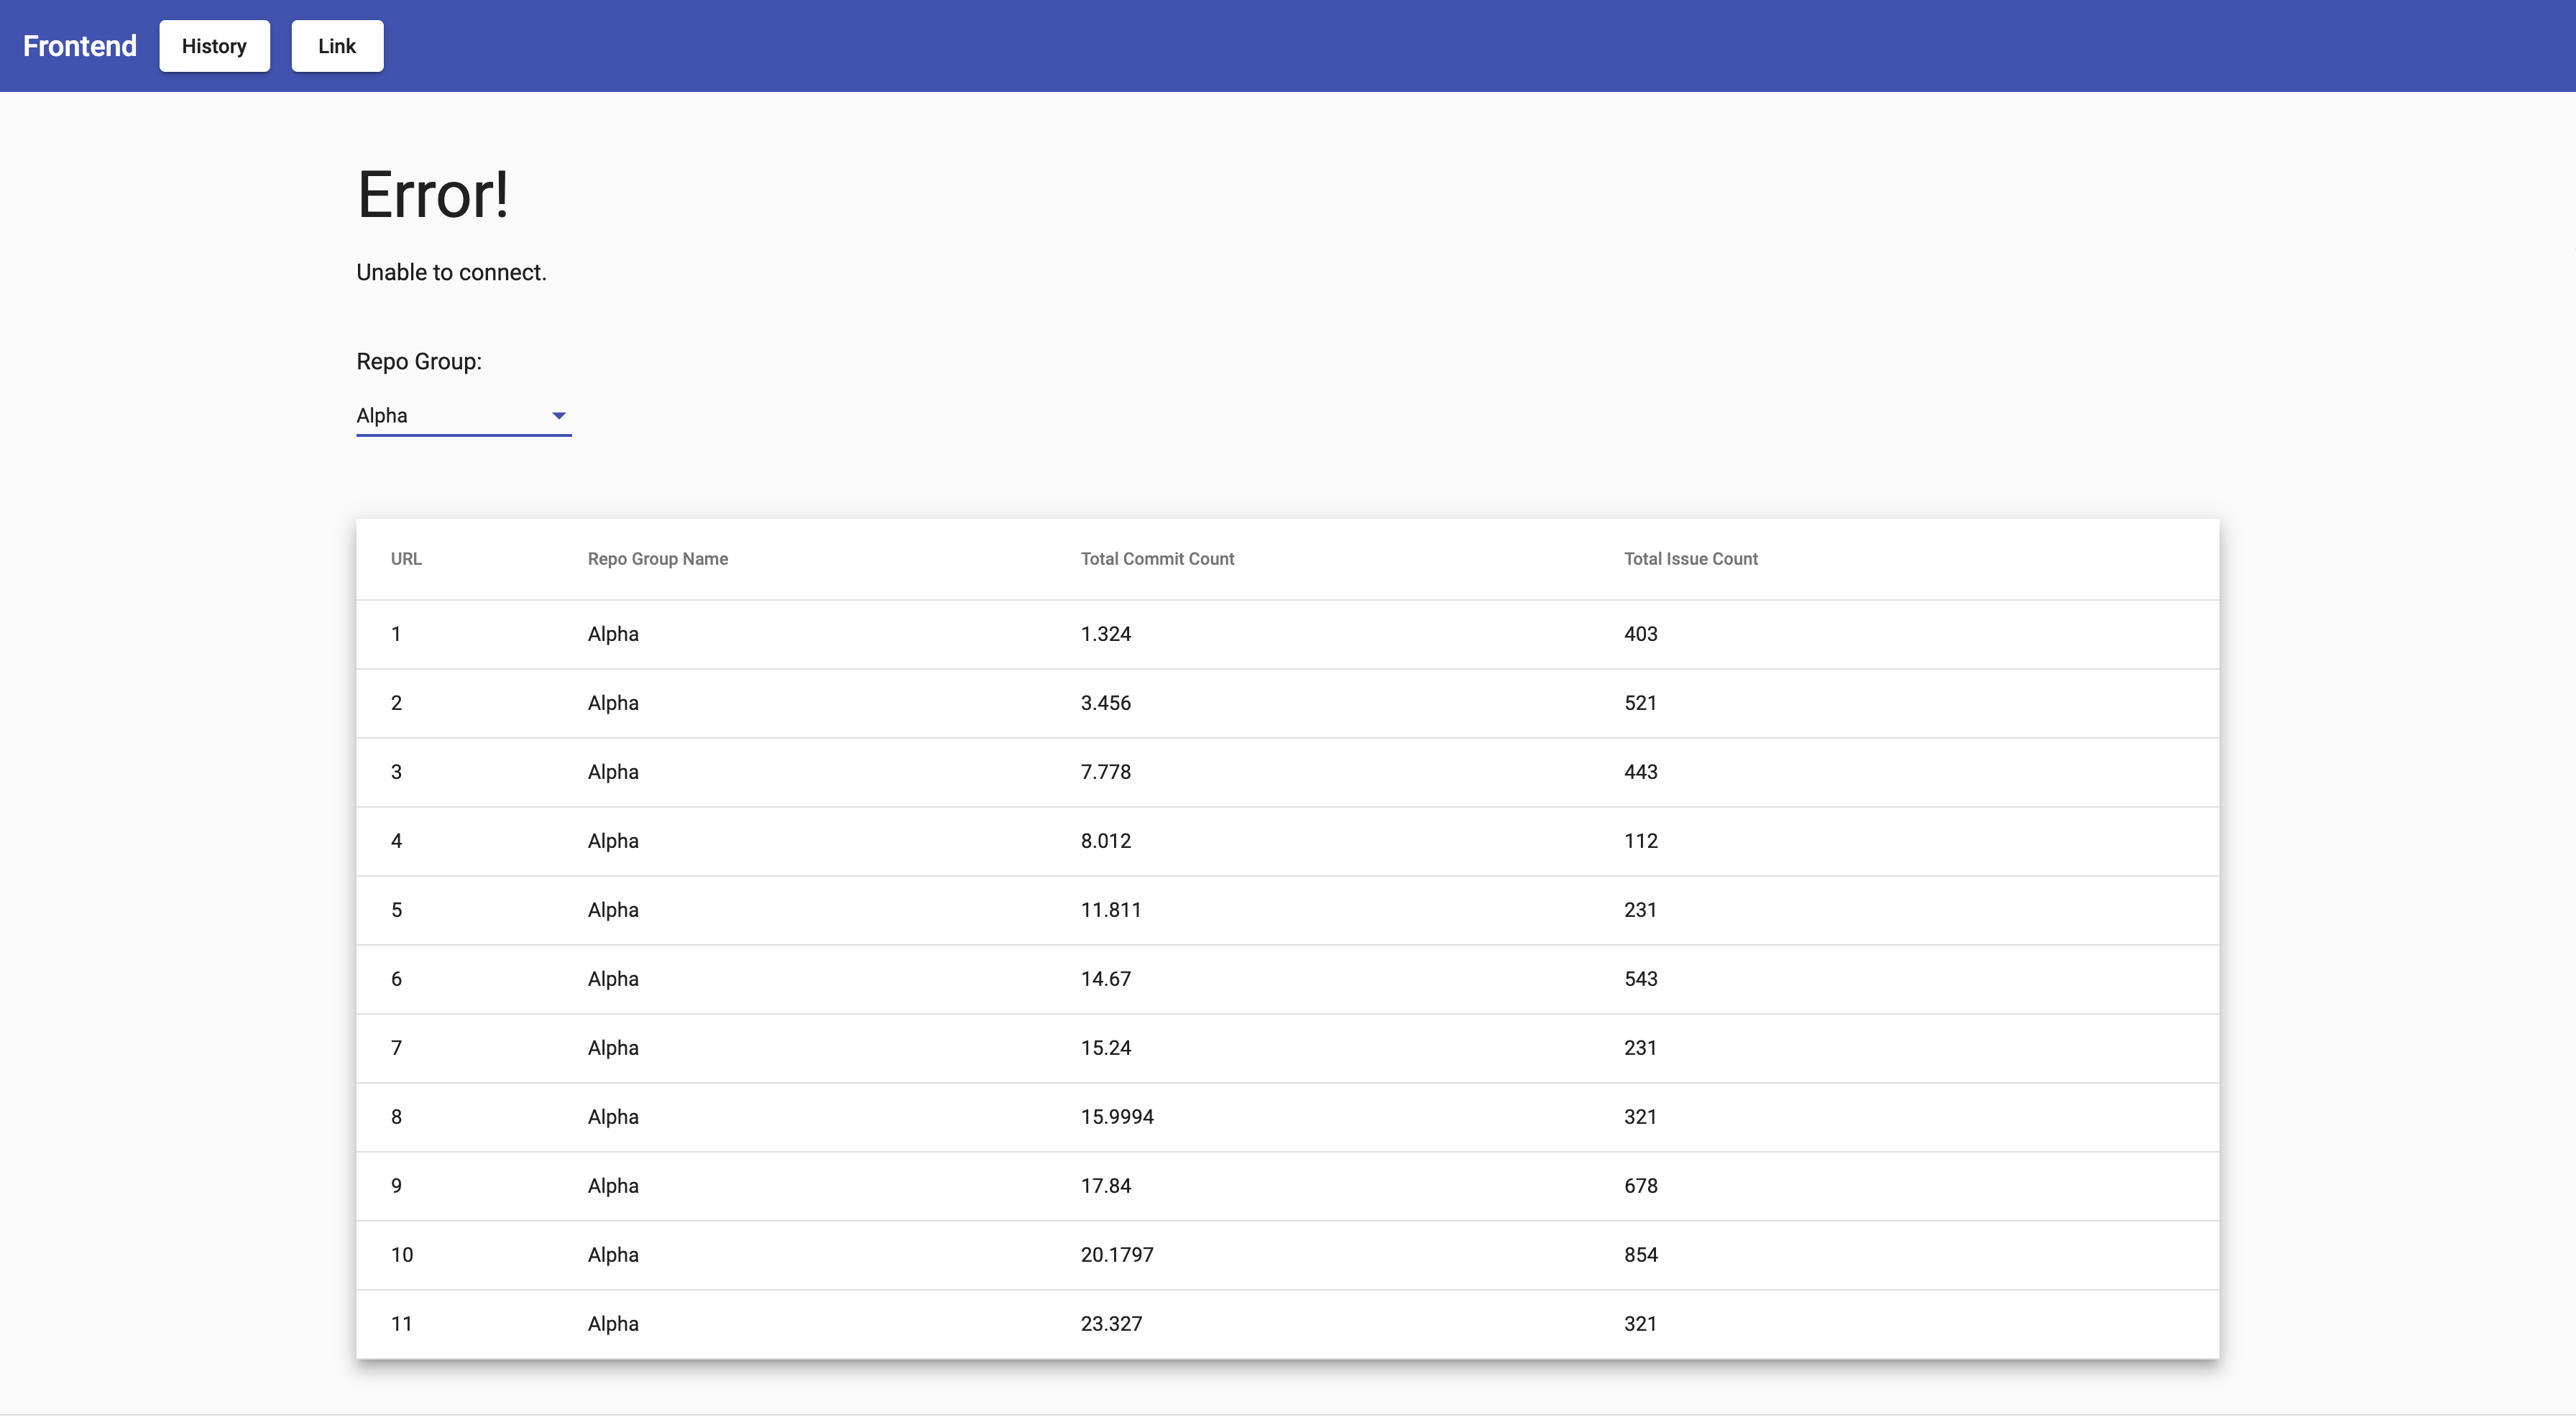 Frontend History Link
Error!
Unable to connect.
Repo Group:
Alpha
URL Repo Group Name Total Commit Count Total Issue Count
1 Alpha 1.324 403
2 Alpha 3.456 521
3 Alpha 7.778 443
4 Alpha 8.012 112
5 Alpha 11.811 231
6 Alpha 14.67 543
7 Alpha 15.24 231
8 Alpha 15.9994 321
9 Alpha 17.84 678
10 Alpha 20.1797 854
11 Alpha 23.327 321